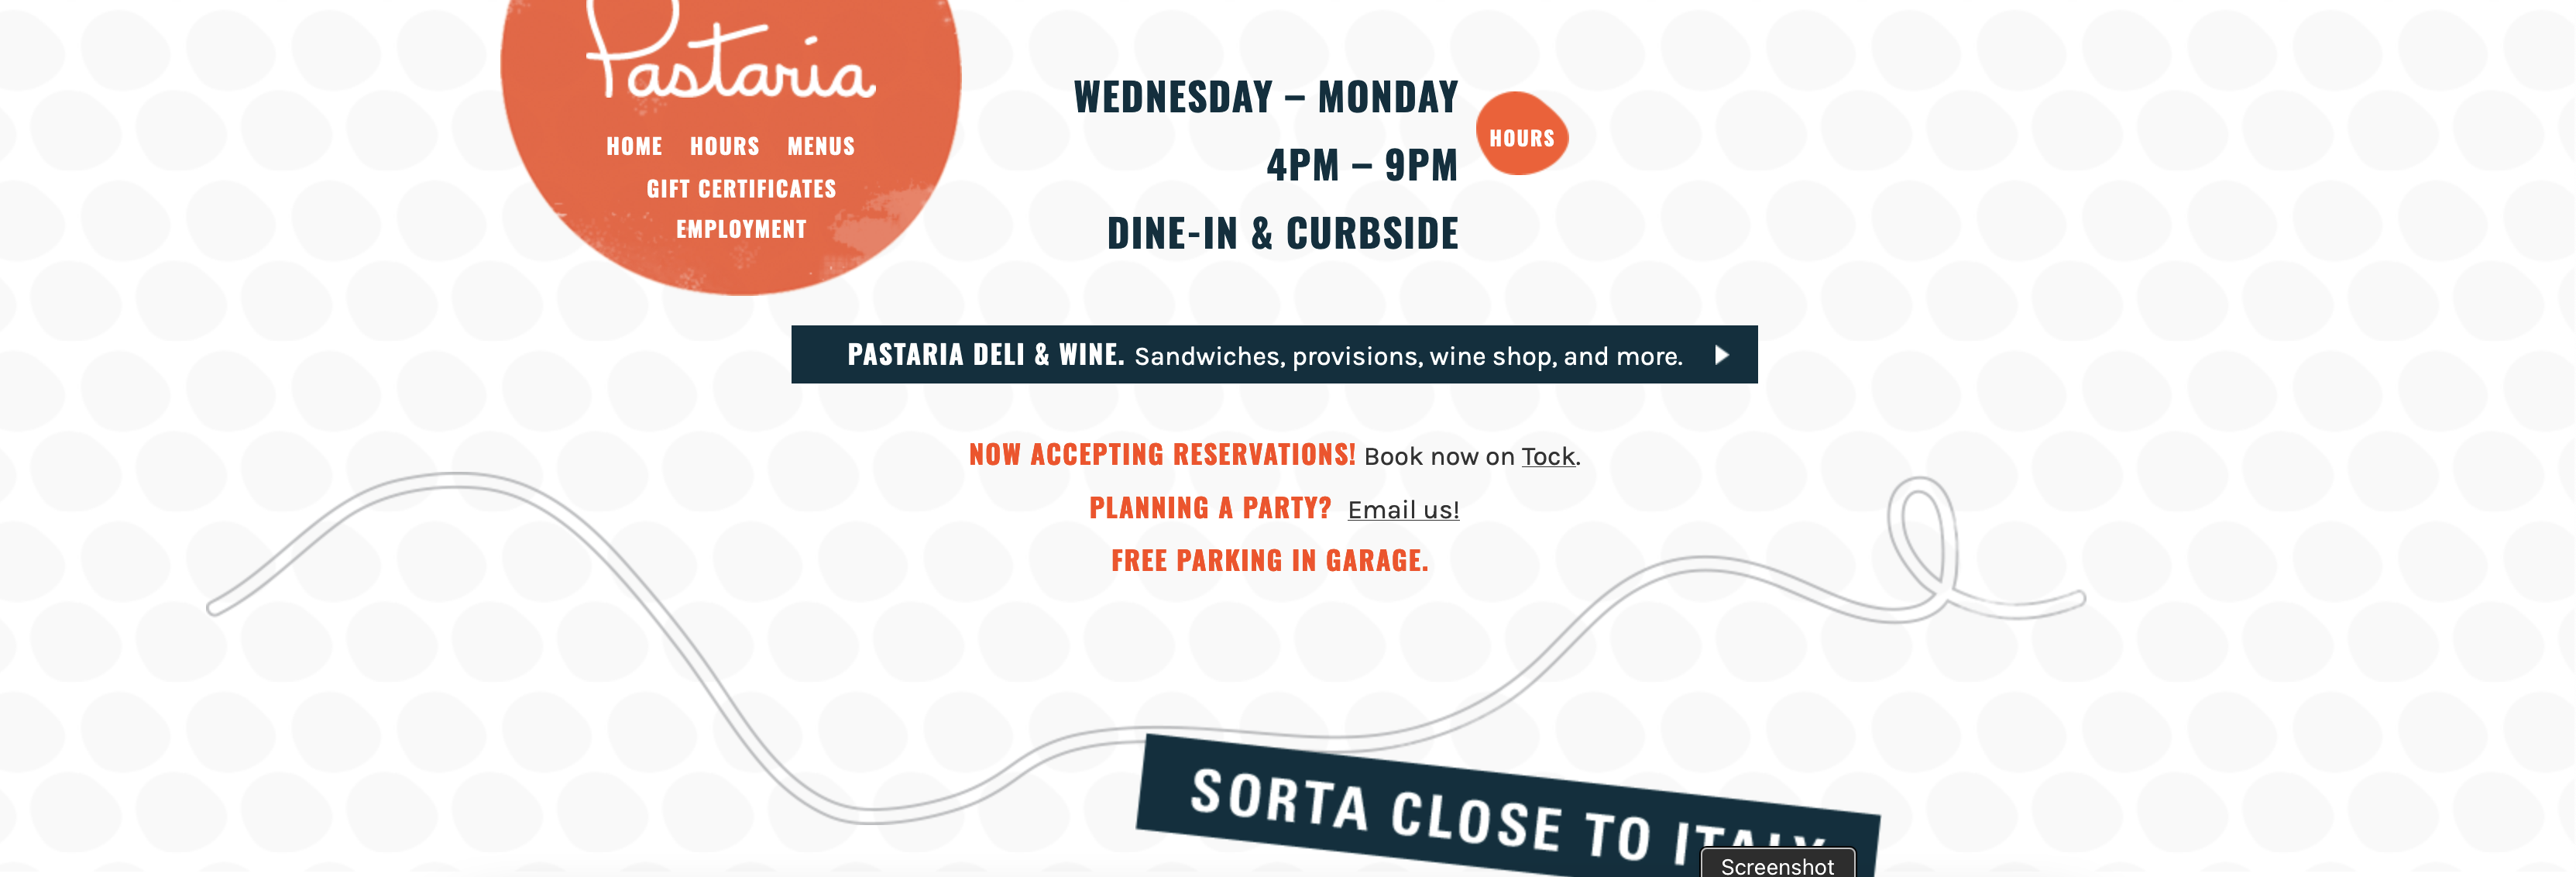 Pastaria
HOME HOURS MENUS
GIFT CERTIFICATES
EMPLOYMENT
WEDNESDAY – MONDAY
4PM – 9PM
DINE-IN & CURBSIDE
HOURS
PASTARIA DELI & WINE. Sandwiches, provisions, wine shop, and more.
NOW ACCEPTING RESERVATIONS! Book now on Tock.
PLANNING A PARTY? Email us!
FREE PARKING IN GARAGE.
SORTA CLOSE TO ITALY
Screenshot